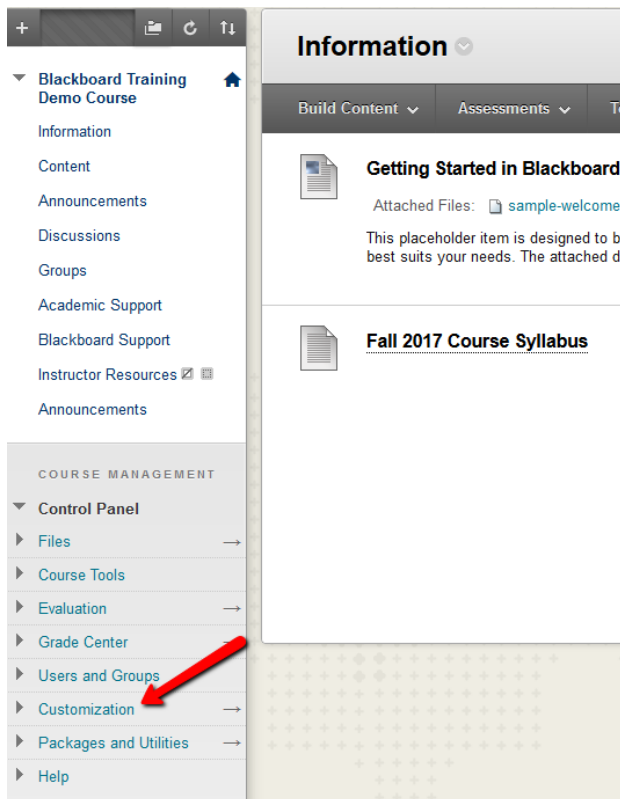 Blackboard Training
Demo Course
Information
Content
Announcements
Discussions
Groups
Academic Support
Blackboard Support
Instructor Resources
Announcements
COURSE MANAGEMENT
Control Panel
Files
Course Tools
Evaluation
Grade Center
Users and Groups
Customization
Packages and Utilities
Help
Information
Build Content Assessments
Getting Started in Blackboard
Attached Files: sample-welcome
This placeholder item is designed to b
best suits your needs. The attached d
Fall 2017 Course Syllabus